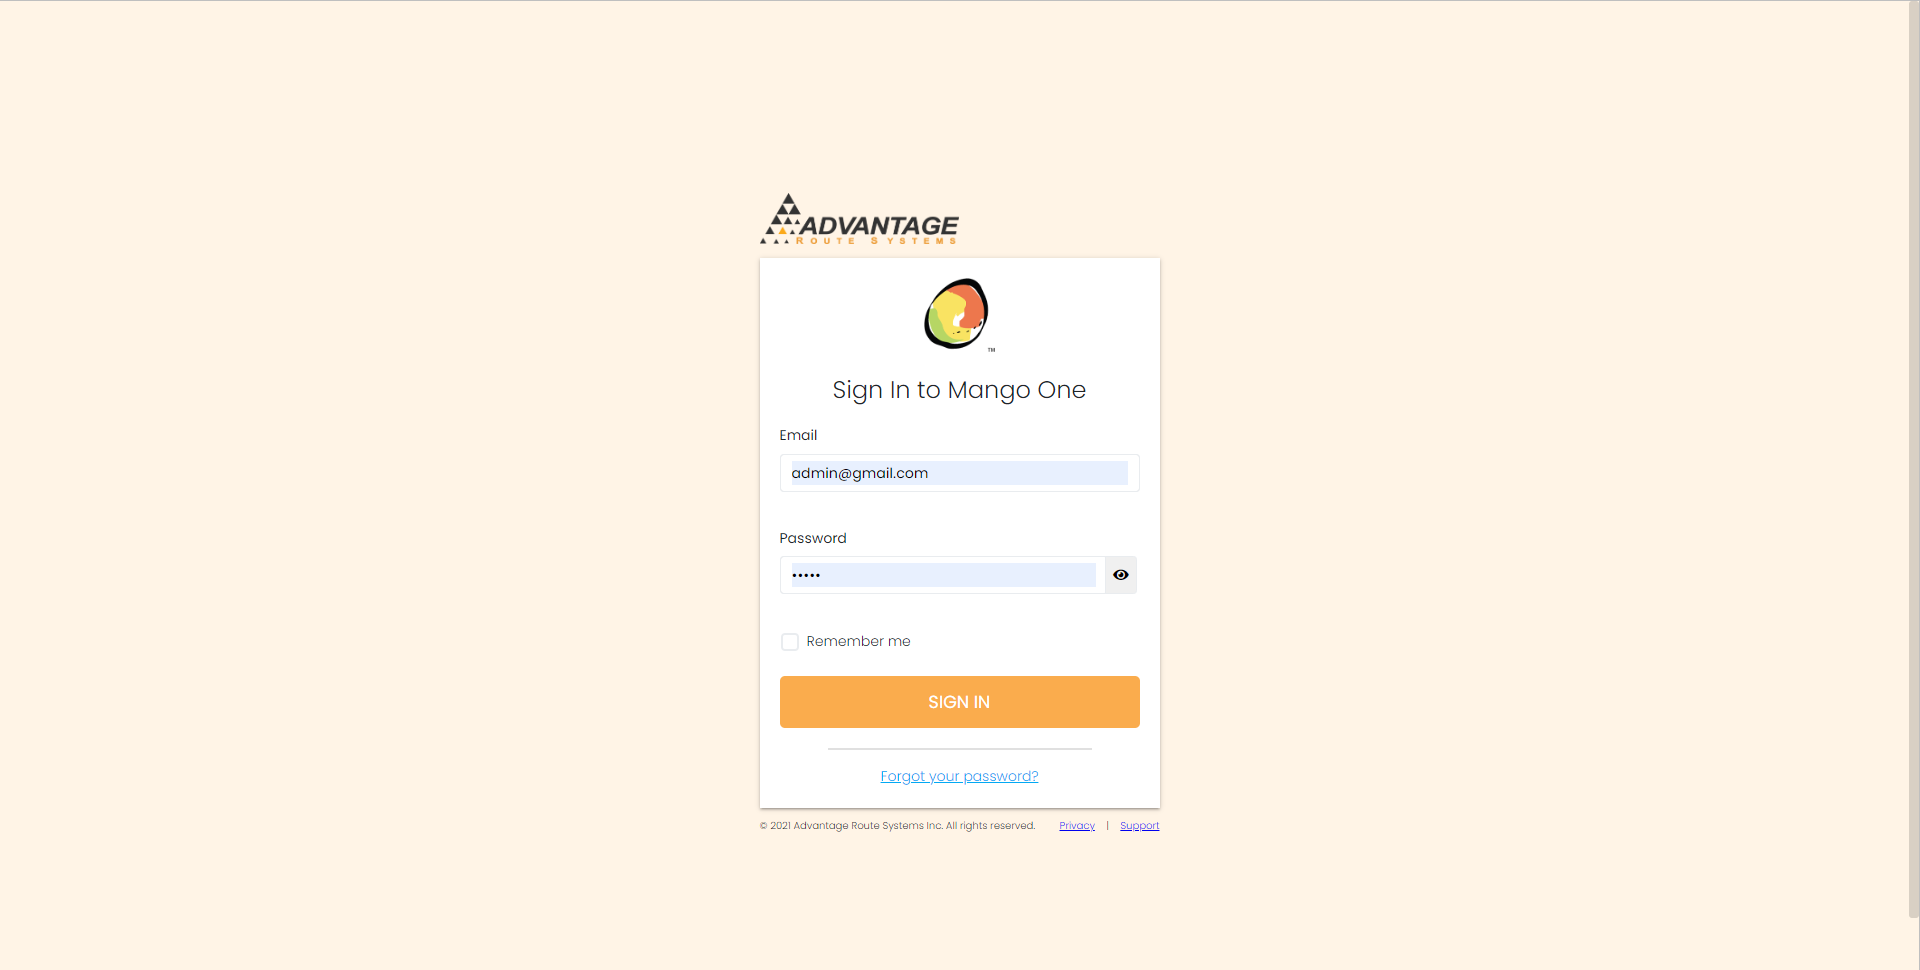 ADVANTAGE
ROUTE SYSTEMS
TM
Sign In to Mango One
Email
admin@gmail.com
Password
•••••
Remember me
SIGN IN
Forgot your password?
© 2021 Advantage Route Systems Inc. All rights reserved. Privacy | Support